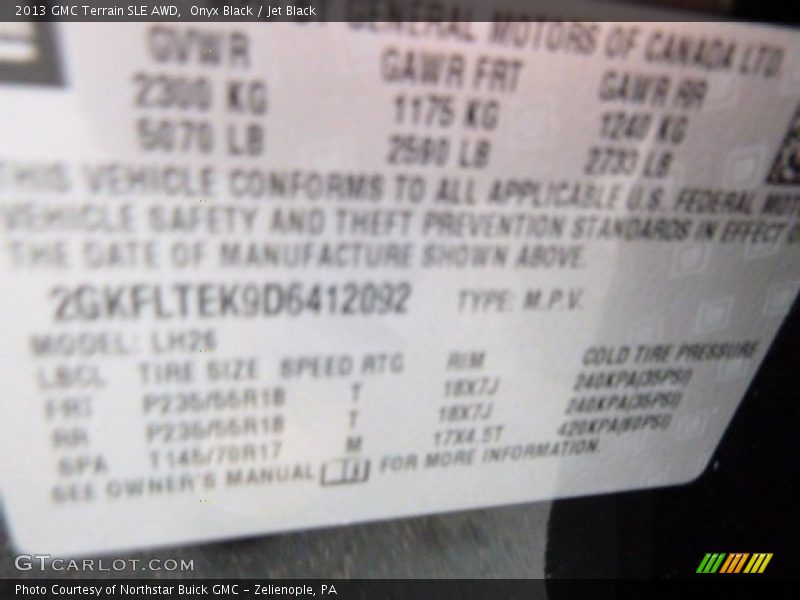 2013 GMC Terrain SLE AWD, Onyx Black / Jet Black
GENERAL MOTORS OF CANADA LTD.
GVWR GAWR FRT GAWR RR
2300 KG 1175 KG 1240 KG
5070 LB 2590 LB 2733 LB
THIS VEHICLE CONFORMS TO ALL APPLICABLE U.S. FEDERAL
VEHICLE SAFETY AND THEFT PREVENTION STANDARDS IN EFFECT
THE DATE OF MANUFACTURE SHOWN ABOVE.
2GKFLTEK9D6412092 TYPE: M.P.V.
MODEL: LH26
LBCL TIRE SIZE SPEED RTG RIM COLD TIRE PRESSURE
FRT P235/55R18 T 18X7J 240KPA(35PSI)
RR P235/55R18 T 18X7J 240KPA(35PSI)
SPA T145/70R17 M 17X4.5T 420KPA(60PSI)
SEE OWNER'S MANUAL FOR MORE INFORMATION.
GTCARLOT.COM
Photo Courtesy of Northstar Buick GMC - Zelienople, PA